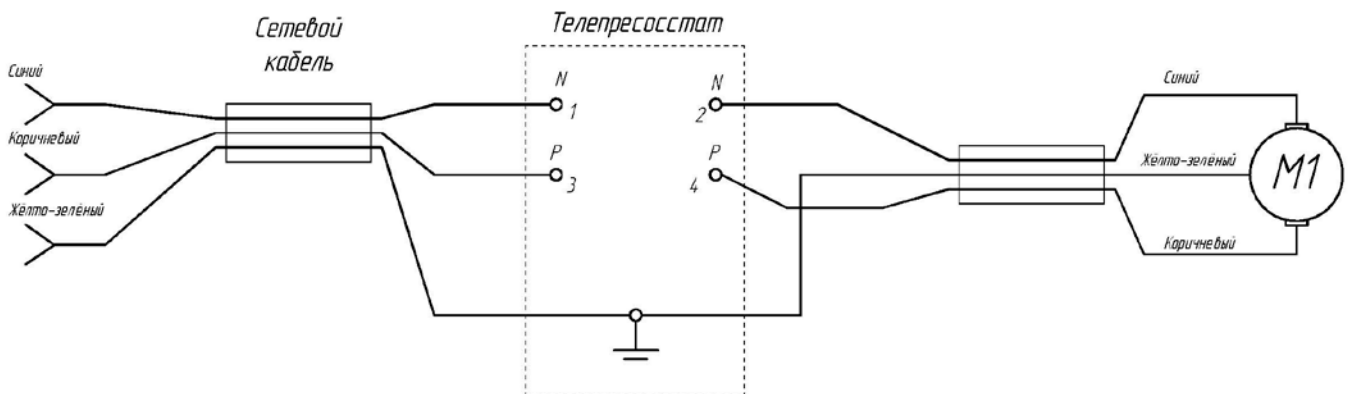 Сетевой
кабель
Телепресосстат
Синий
Коричневый
Жёлто-зелёный
N
1
P
3
N
2
P
4
Синий
Жёлто-зелёный
Коричневый
M1